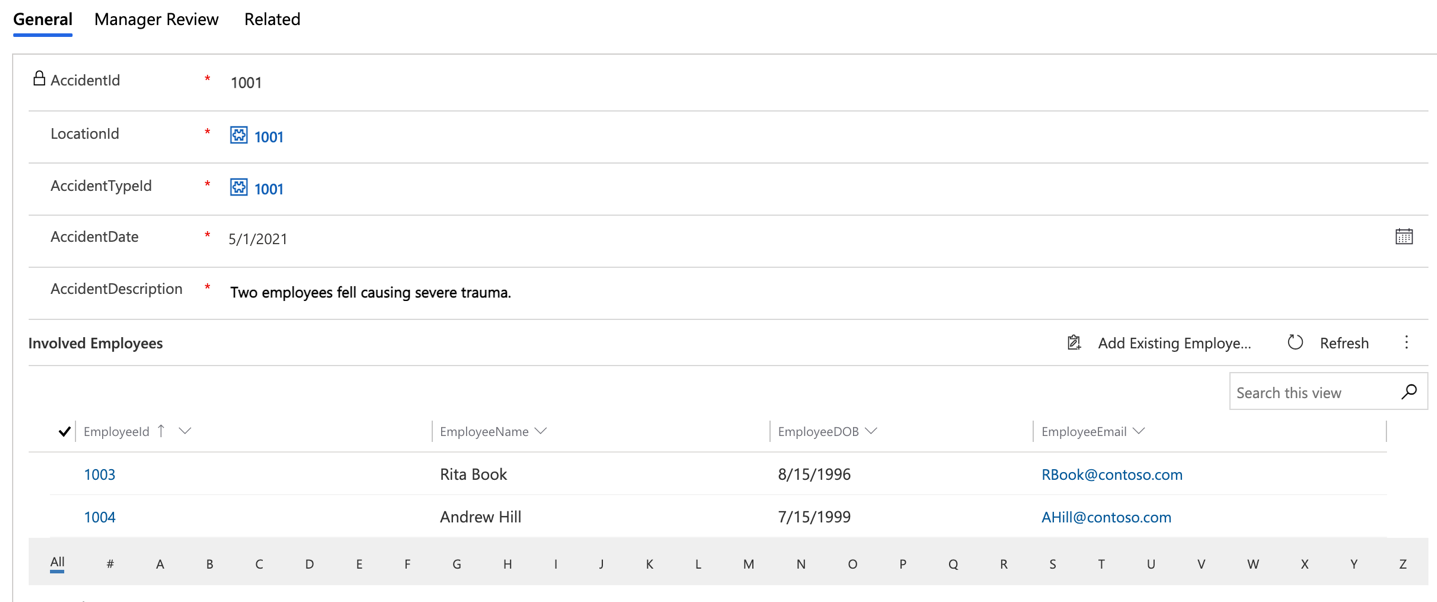 General Manager Review Related
AccidentId * 1001
LocationId * 1001
AccidentTypeId * 1001
AccidentDate * 5/1/2021
AccidentDescription * Two employees fell causing severe trauma.
Involved Employees Add Existing Employe... Refresh
Search this view
EmployeeId EmployeeName EmployeeDOB EmployeeEmail
1003 Rita Book 8/15/1996 RBook@contoso.com
1004 Andrew Hill 7/15/1999 AHill@contoso.com
All # A B C D E F G H I J K L M N O P Q R S T U V W X Y Z